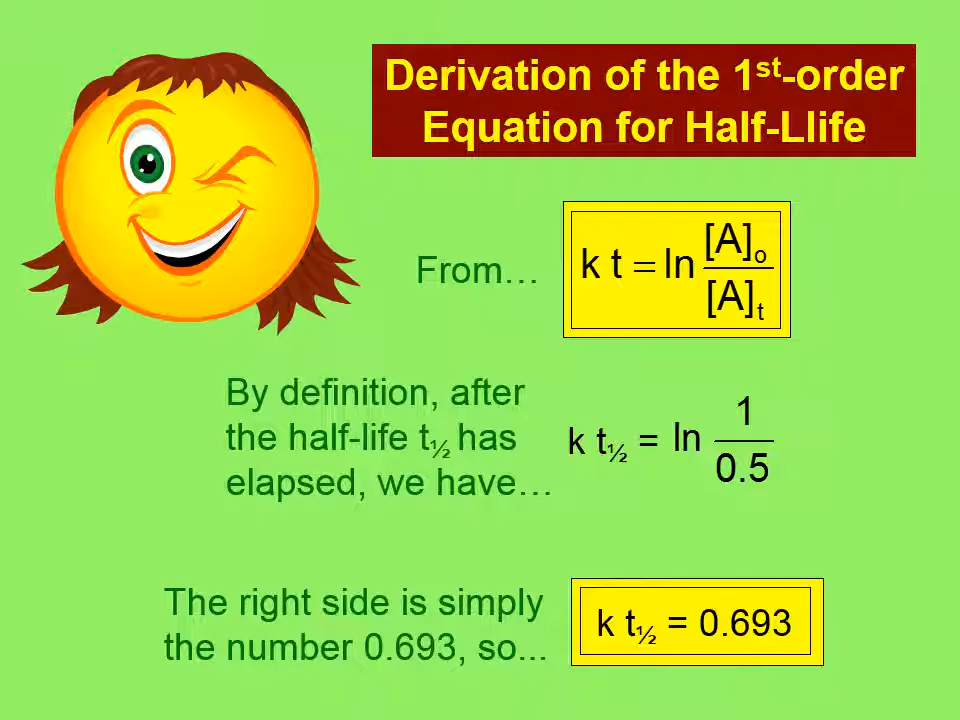 Derivation of the 1st-order
Equation for Half-Llife
From… k t = ln [A]o / [A]t
By definition, after
the half-life t½ has
elapsed, we have…
k t½ = ln 1 / 0.5
The right side is simply
the number 0.693, so...
k t½ = 0.693